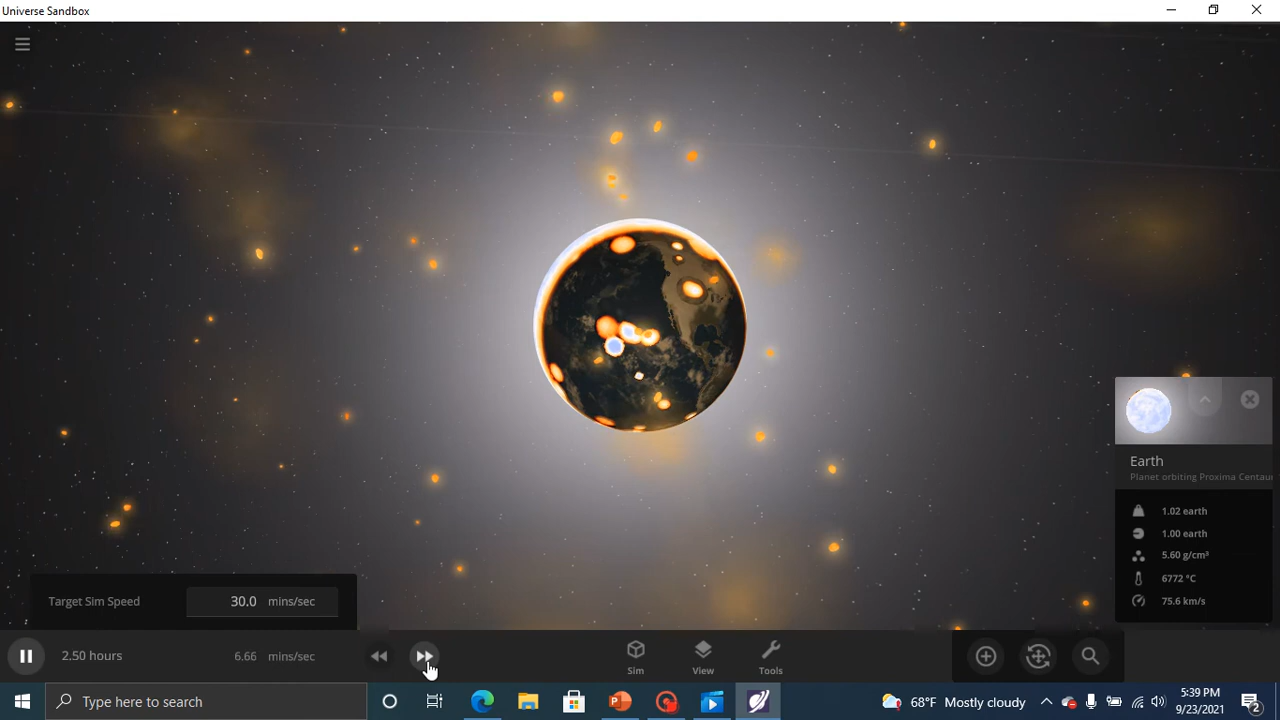 Universe Sandbox
Earth
Planet orbiting Proxima Centau
1.02 earth
1.00 earth
5.60 g/cm³
6772 °C
75.6 km/s
Target Sim Speed 30.0 mins/sec
2.50 hours 6.66 mins/sec
Sim View Tools
Type here to search
68°F Mostly cloudy
5:39 PM
9/23/2021
2